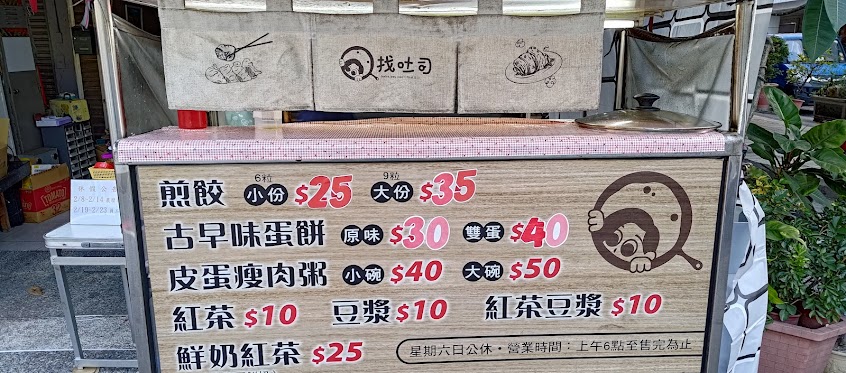 找吐司
煎餃 6粒 小份 $25 9粒 大份 $35
古早味蛋餅 原味 $30 雙蛋 $40
皮蛋瘦肉粥 小碗 $40 大碗 $50
紅茶 $10 豆漿 $10 紅茶豆漿 $10
鮮奶紅茶 $25
星期六日公休・營業時間：上午6點至售完為止